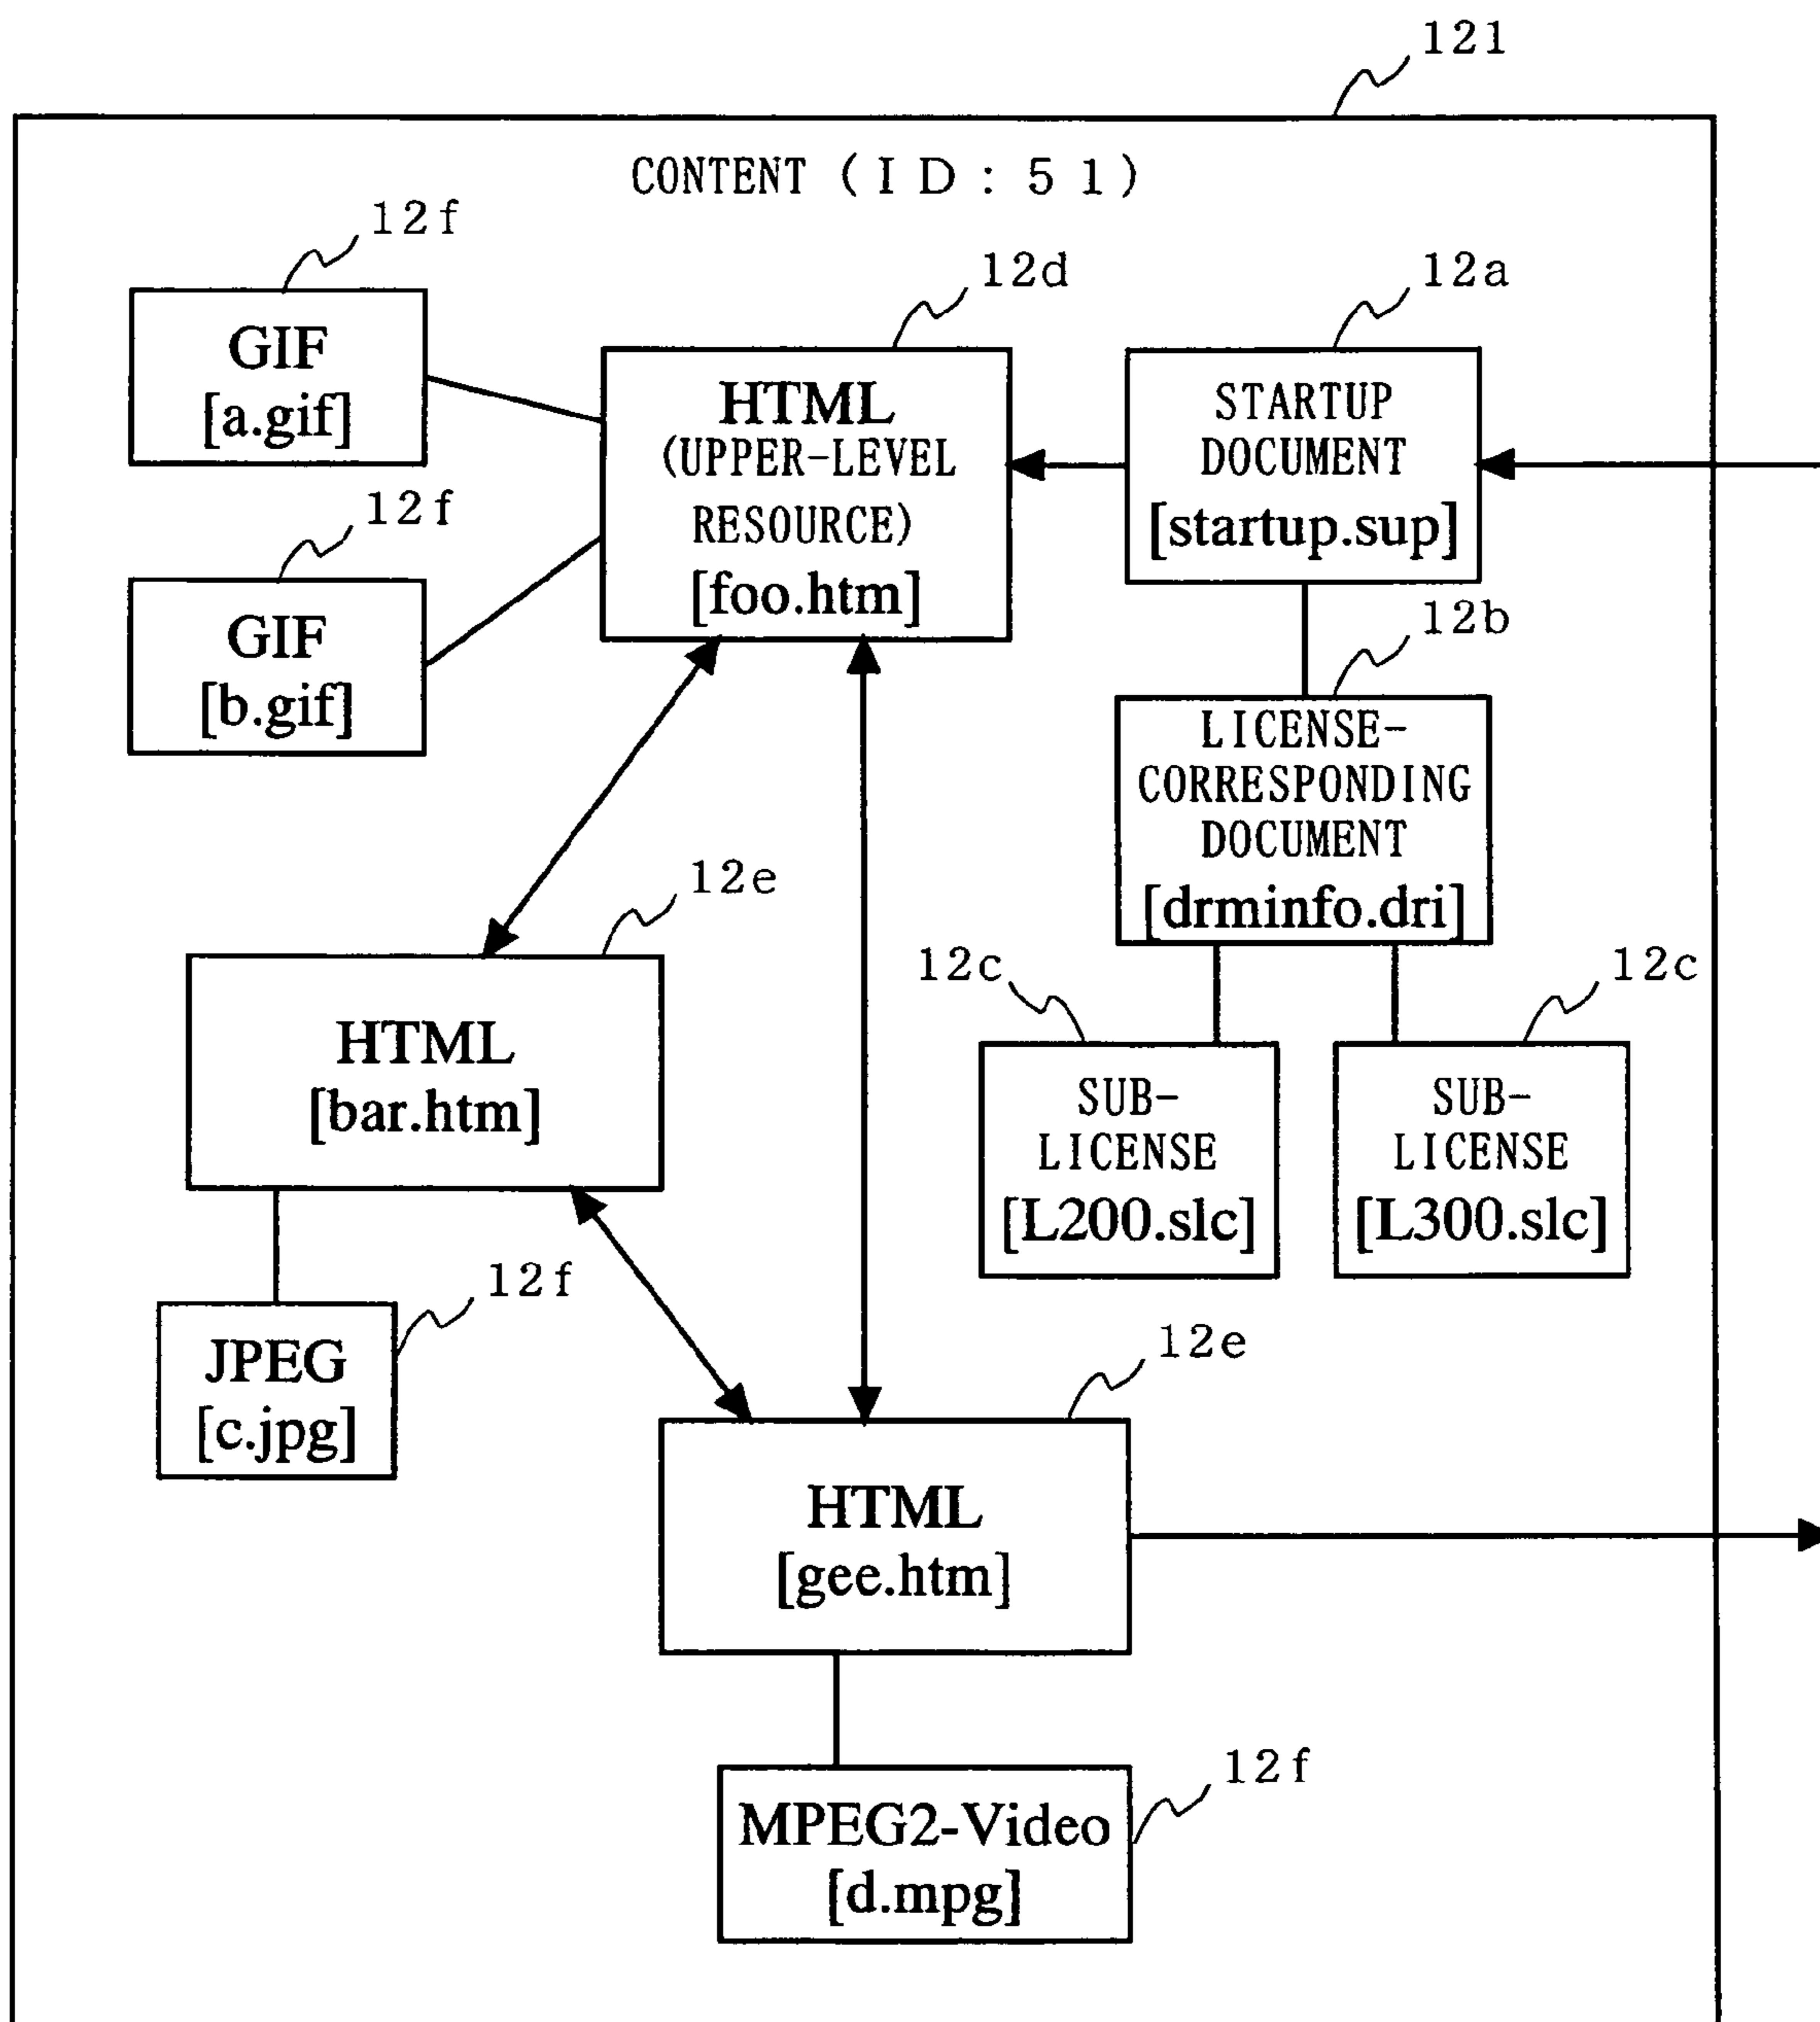 121
CONTENT (ID:51)
12f
GIF
[a.gif]
12d
HTML
(UPPER-LEVEL
RESOURCE)
[foo.htm]
12a
STARTUP
DOCUMENT
[startup.sup]
12f
GIF
[b.gif]
12b
LICENSE-
CORRESPONDING
DOCUMENT
[drminfo.dri]
12e
HTML
[bar.htm]
12c
SUB-
LICENSE
[L200.slc]
12c
SUB-
LICENSE
[L300.slc]
12f
JPEG
[c.jpg]
12e
HTML
[gee.htm]
12f
MPEG2-Video
[d.mpg]